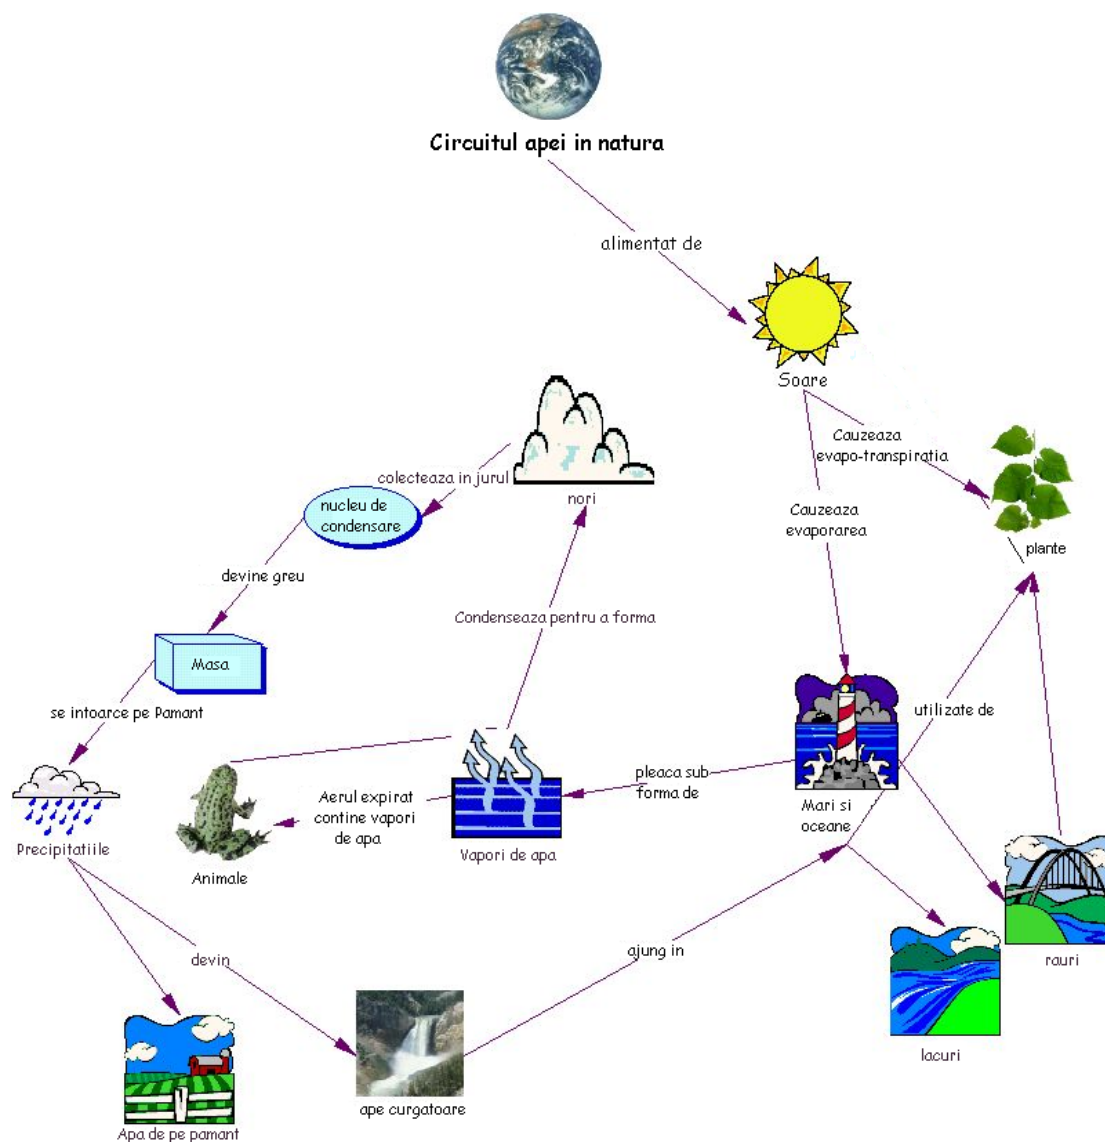 Circuitul apei in natura
alimentat de
Soare
Cauzeaza
evapo-transpiratia
plante
Cauzeaza
evaporarea
nori
colecteaza in jurul
nucleu de
condensare
devine greu
Condenseaza pentru a forma
Masa
se intoarce pe Pamant
Precipitatiile
Animale
Aerul expirat
contine vapori
de apa
Vapori de apa
pleaca sub
forma de
Mari si
oceane
utilizate de
rauri
lacuri
ajung in
devin
ape curgatoare
Apa de pe pamant